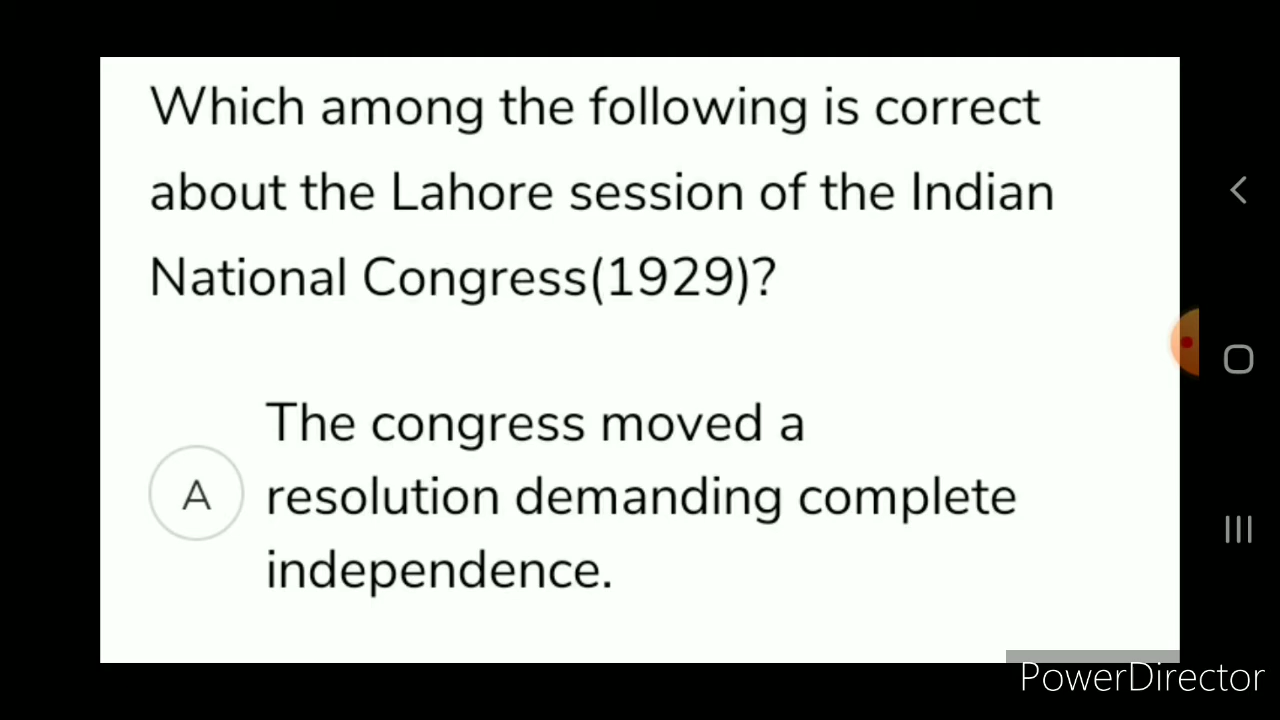 Which among the following is correct
about the Lahore session of the Indian
National Congress(1929)?
The congress moved a
A resolution demanding complete
independence.
PowerDirector